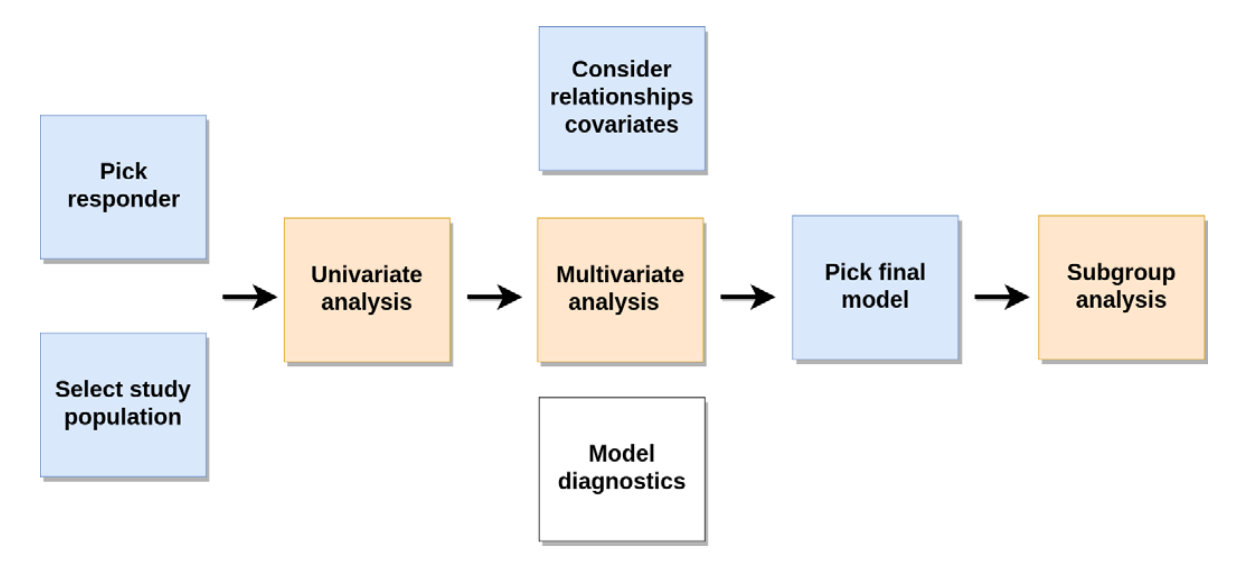 Pick
responder
Select study
population
Univariate
analysis
Consider
relationships
covariates
Multivariate
analysis
Model
diagnostics
Pick final
model
Subgroup
analysis